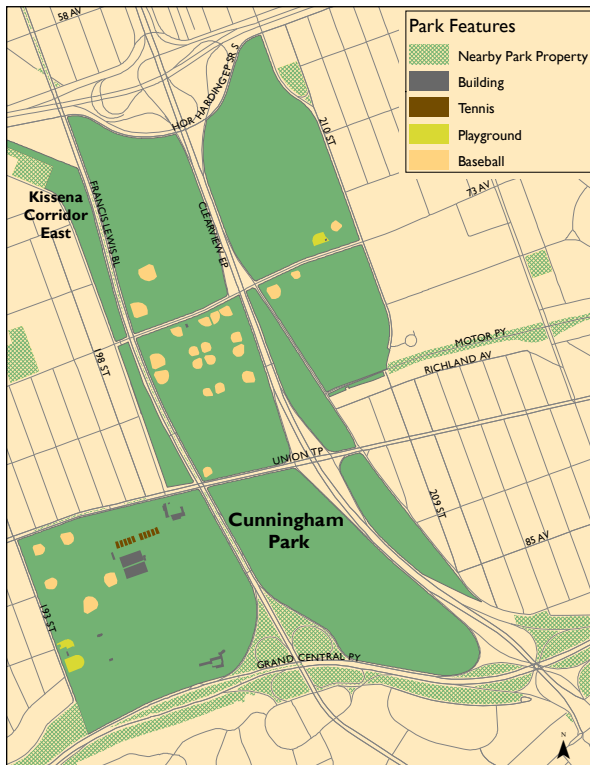 58 AV
Park Features
Nearby Park Property
Building
Tennis
Playground
Baseball
HOR HARDING EP SR S
210 ST
73 AV
Kissena
Corridor
East
FRANCIS LEWIS BL
CLEARVIEW EP
MOTOR PY
RICHLAND AV
198 ST
UNION TP
209 ST
Cunningham
Park
85 AV
193 ST
GRAND CENTRAL PY
N